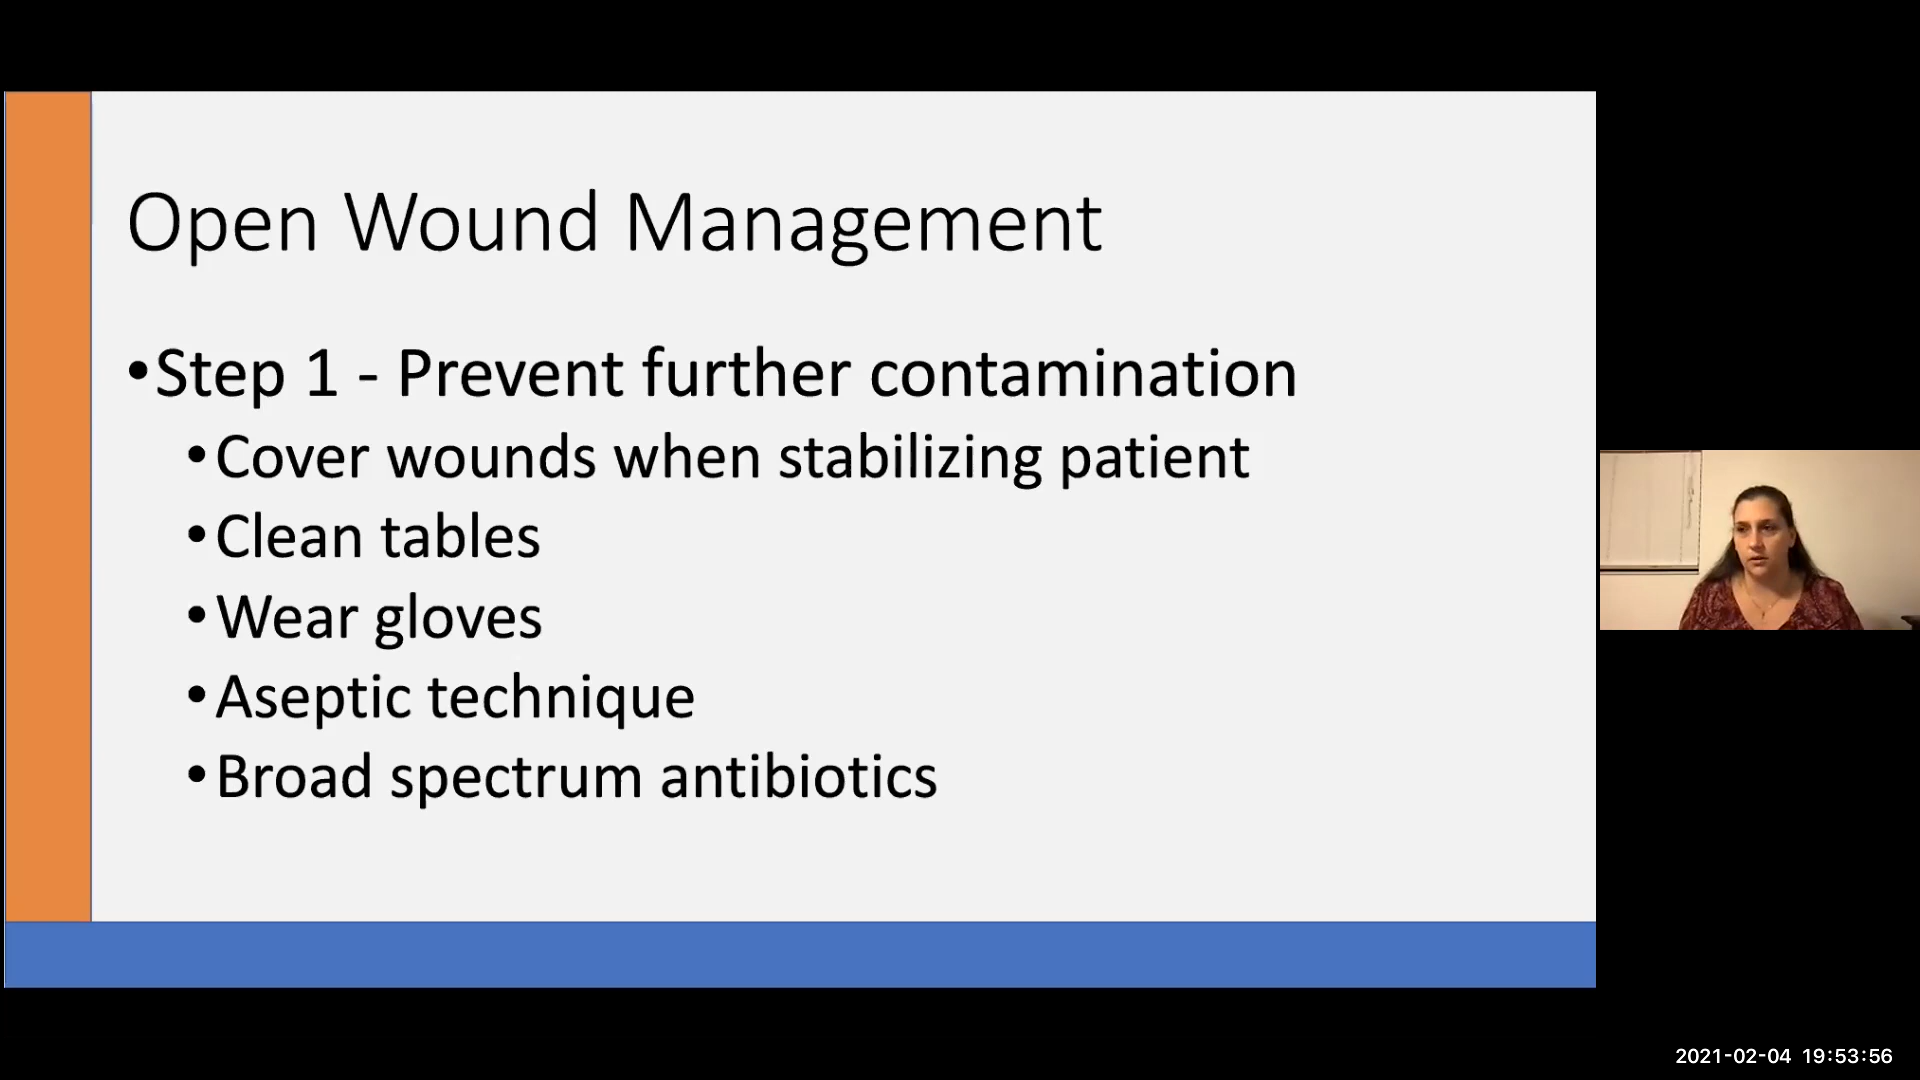 Open Wound Management
•Step 1 - Prevent further contamination
•Cover wounds when stabilizing patient
•Clean tables
•Wear gloves
•Aseptic technique
•Broad spectrum antibiotics
2021-02-04 19:53:56